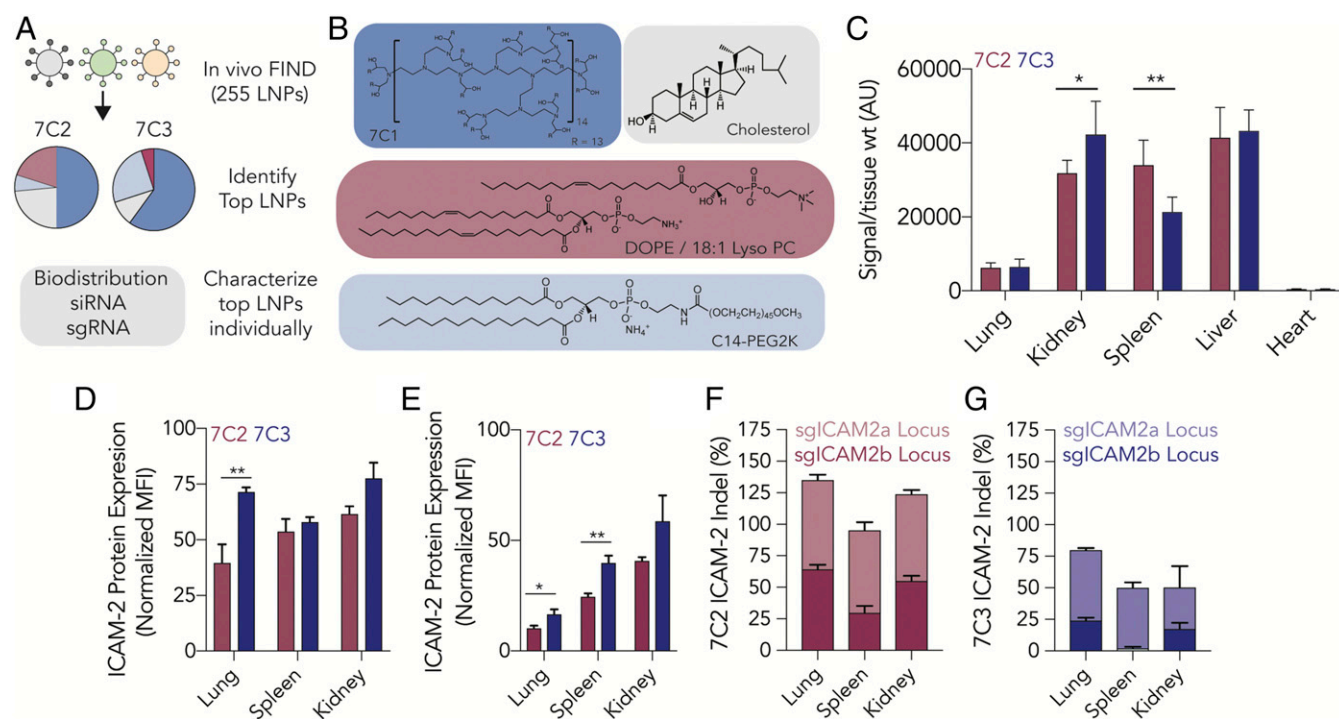 A
In vivo FIND
(255 LNPs)
7C2
7C3
Identify
Top LNPs
Biodistribution
siRNA
sgRNA
Characterize
top LNPs
individually
B
7C1
14
R = 13
HO
H
Cholesterol
DOPE / 18:1 Lyso PC
C14-PEG2K
(OCH₂CH₂)₄₅OCH₃
NH₄⁺
NH₃⁺
C
7C2 7C3
Signal/tissue wt (AU)
60000
40000
20000
0
*
**
Lung
Kidney
Spleen
Liver
Heart
D
7C2 7C3
ICAM-2 Protein Expression
(Normalized MFI)
100
75
50
25
0
**
Lung
Spleen
Kidney
E
7C2 7C3
ICAM-2 Protein Expression
(Normalized MFI)
100
50
0
*
**
Lung
Spleen
Kidney
F
sgICAM2a Locus
sgICAM2b Locus
7C2 ICAM-2 Indel (%)
175
150
125
100
75
50
25
0
Lung
Spleen
Kidney
G
sgICAM2a Locus
sgICAM2b Locus
7C3 ICAM-2 Indel (%)
175
150
125
100
75
50
25
0
Lung
Spleen
Kidney